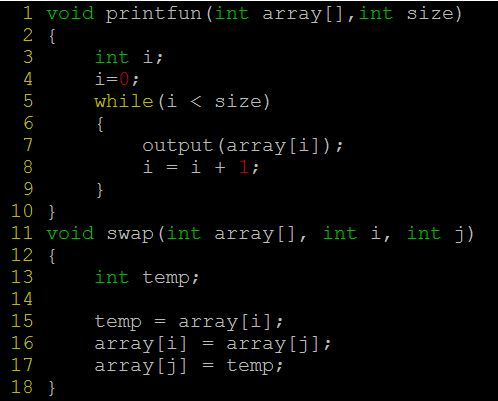 1 void printfun(int array[],int size)
2 {
3     int i;
4     i=0;
5     while(i < size)
6     {
7         output(array[i]);
8         i = i + 1;
9     }
10 }
11 void swap(int array[], int i, int j)
12 {
13     int temp;
14
15     temp = array[i];
16     array[i] = array[j];
17     array[j] = temp;
18 }